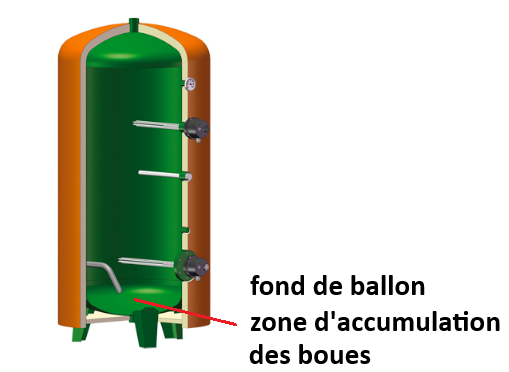 fond de ballon
zone d'accumulation
des boues